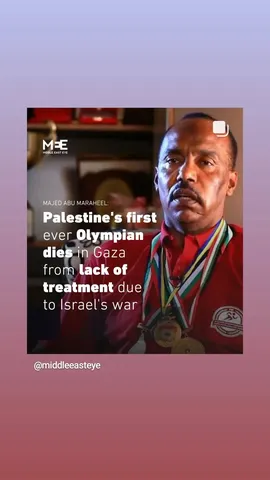 MEE
MIDDLE EAST EYE
MAJED ABU MARAHEEL:
Palestine's first
ever Olympian
dies in Gaza
from lack of
treatment due
to Israel's war
@middleeasteye